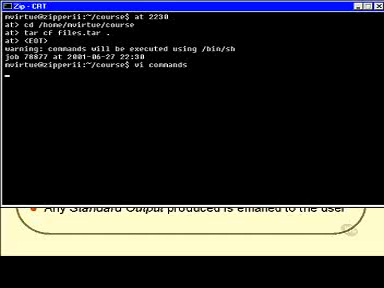 Zip - CRT
mvirtue@zipperii:~/course$ at 2230
at> cd /home/mvirtue/course
at> tar cf files.tar .
at> <EOT>
warning: commands will be executed using /bin/sh
job 78877 at 2001-06-27 22:30
mvirtue@zipperii:~/course$ vi commands
Any Standard Output produced is emailed to the user